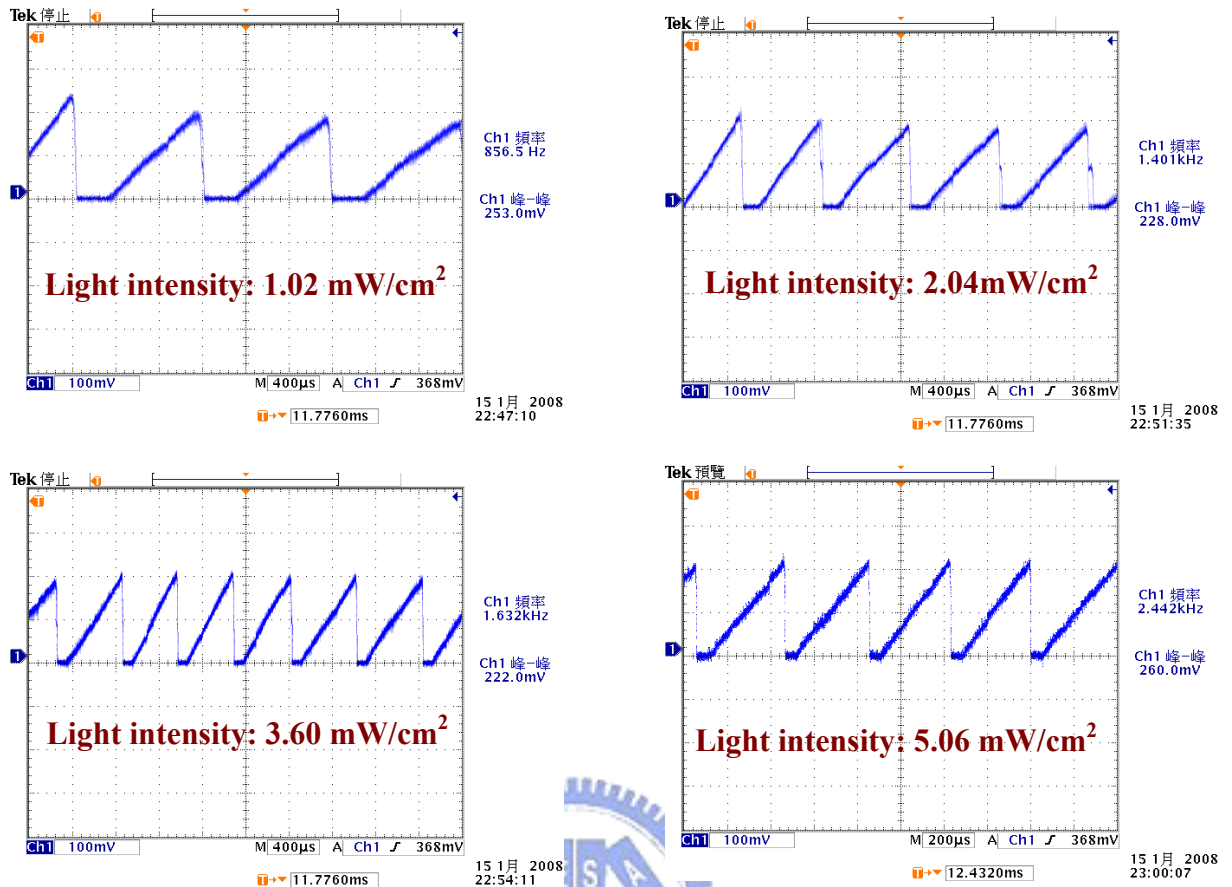 Tek 停止
T
T
1
Ch1 頻率
856.5 Hz
Ch1 峰-峰
253.0mV
Light intensity: 1.02 mW/cm²
Ch1 100mV M 400µs A Ch1 ƒ 368mV
T→▼ 11.7760ms
15 1月 2008
22:47:10
Tek 停止
T
T
1
Ch1 頻率
1.401kHz
Ch1 峰-峰
228.0mV
Light intensity: 2.04mW/cm²
Ch1 100mV M 400µs A Ch1 ƒ 368mV
T→▼ 11.7760ms
15 1月 2008
22:51:35
Tek 停止
T
T
1
Ch1 頻率
1.632kHz
Ch1 峰-峰
222.0mV
Light intensity: 3.60 mW/cm²
Ch1 100mV M 400µs A Ch1 ƒ 368mV
T→▼ 11.7760ms
15 1月 2008
22:54:11
Tek 預覽
T
T
1
Ch1 頻率
2.442kHz
Ch1 峰-峰
260.0mV
Light intensity: 5.06 mW/cm²
Ch1 100mV M 200µs A Ch1 ƒ 368mV
T→▼ 12.4320ms
15 1月 2008
23:00:07